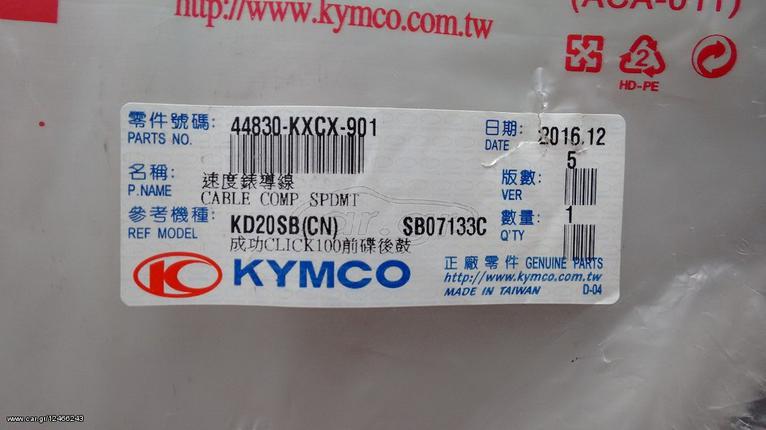 http://www.kymco.com.tw
(ACA-011)
2
HD-PE
零件號碼: 44830-KXCX-901 日期: 2016.12
PARTS NO. DATE
名稱: 速度錶導線 版數: 5
P.NAME CABLE COMP SPDMT VER
參考機種: KD20SB(CN) SB07133C 數量: 1
REF MODEL 成功CLICK100前碟後鼓 Q'TY
KYMCO 正廠零件 GENUINE PARTS
http://www.kymco.com.tw
MADE IN TAIWAN D-04
www.car.gr/12466243